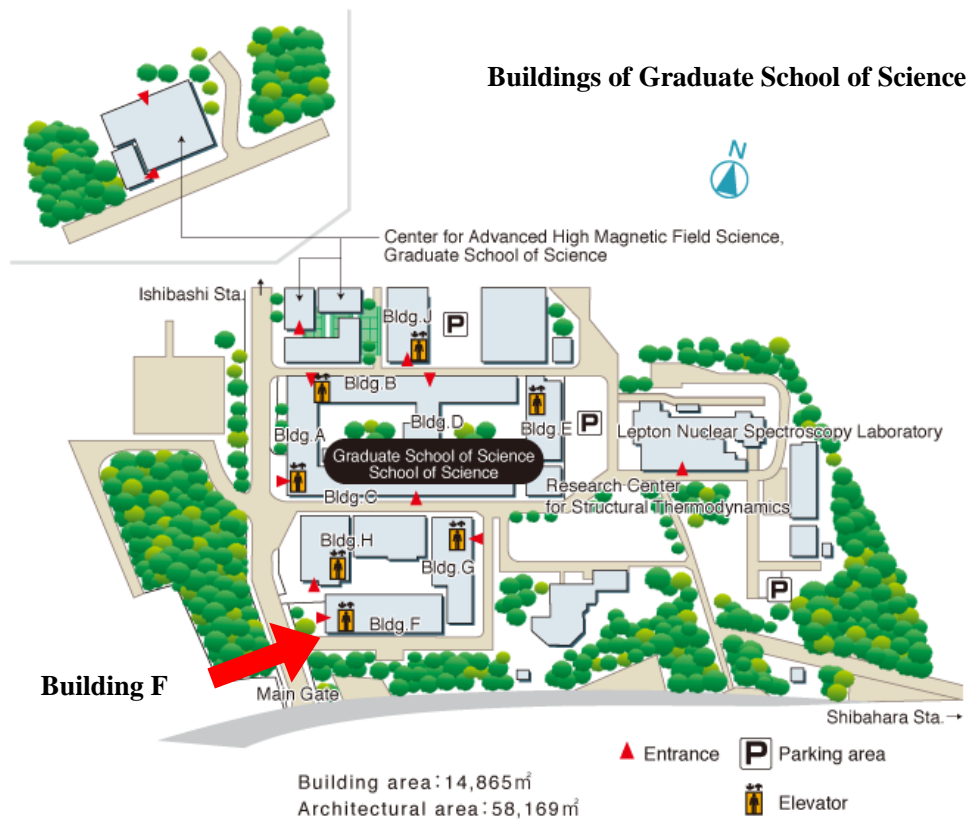 Buildings of Graduate School of Science
N
Center for Advanced High Magnetic Field Science,
Graduate School of Science
Ishibashi Sta.
Bldg.J
P
Bldg.B
Bldg.A
Bldg.D
Bldg.E
P
Lepton Nuclear Spectroscopy Laboratory
Graduate School of Science
School of Science
Bldg.C
Research Center
for Structural Thermodynamics
Bldg.H
Bldg.G
P
Bldg.F
Building F
Main Gate
Shibahara Sta.→
Entrance
P Parking area
Building area:14,865㎡
Architectural area:58,169㎡
Elevator